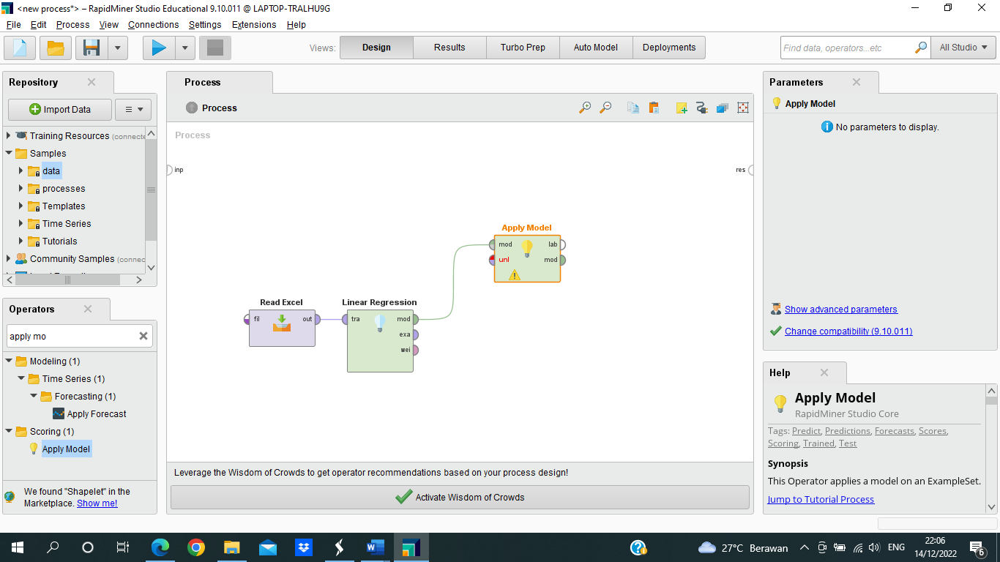 <new process*> – RapidMiner Studio Educational 9.10.011 @ LAPTOP-TRALHU9G
File Edit Process View Connections Settings Extensions Help
Views: Design Results Turbo Prep Auto Model Deployments
Find data, operators...etc
All Studio
Repository
Import Data
Training Resources (connecte
Samples
data
processes
Templates
Time Series
Tutorials
Community Samples (connec
Operators
apply mo
Modeling (1)
Time Series (1)
Forecasting (1)
Apply Forecast
Scoring (1)
Apply Model
We found "Shapelet" in the
Marketplace. Show me!
Process
Process
Process
inp
res
Apply Model
mod lab
unl mod
Read Excel
fil out
Linear Regression
tra mod
exa
wei
Leverage the Wisdom of Crowds to get operator recommendations based on your process design!
Activate Wisdom of Crowds
Parameters
Apply Model
No parameters to display.
Show advanced parameters
Change compatibility (9.10.011)
Help
Apply Model
RapidMiner Studio Core
Tags: Predict, Predictions, Forecasts, Scores,
Scoring, Trained, Test
Synopsis
This Operator applies a model on an ExampleSet.
Jump to Tutorial Process
27°C Berawan
ENG
22:06
14/12/2022
6